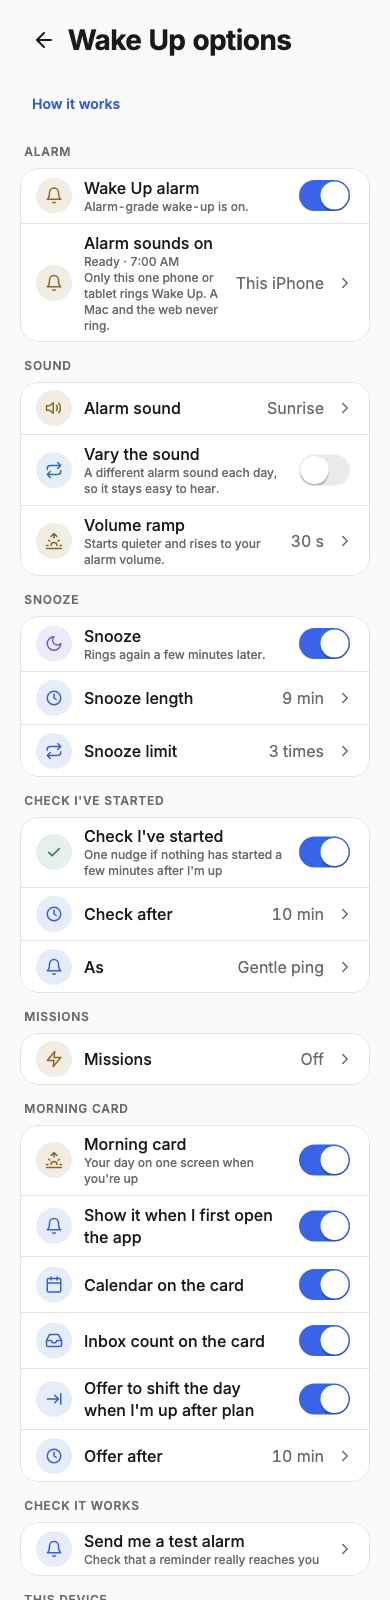 Wake Up options
How it works
ALARM
Wake Up alarm
Alarm-grade wake-up is on.
Alarm sounds on
Ready · 7:00 AM
Only this one phone or
tablet rings Wake Up. A
Mac and the web never
ring.
This iPhone
SOUND
Alarm sound
Sunrise
Vary the sound
A different alarm sound each day,
so it stays easy to hear.
Volume ramp
Starts quieter and rises to your
alarm volume.
30 s
SNOOZE
Snooze
Rings again a few minutes later.
Snooze length
9 min
Snooze limit
3 times
CHECK I'VE STARTED
Check I've started
One nudge if nothing has started a
few minutes after I'm up
Check after
10 min
As
Gentle ping
MISSIONS
Missions
Off
MORNING CARD
Morning card
Your day on one screen when
you're up
Show it when I first open
the app
Calendar on the card
Inbox count on the card
Offer to shift the day
when I'm up after plan
Offer after
10 min
CHECK IT WORKS
Send me a test alarm
Check that a reminder really reaches you
THIS DEVICE